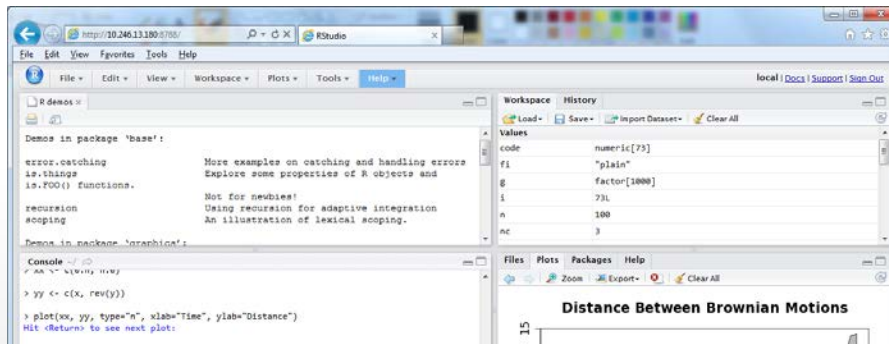 http://10.246.13.180:8788/
RStudio
File Edit View Favorites Tools Help
File Edit View Workspace Plots Tools Help
local | Docs | Support | Sign Out
R demos
Demos in package 'base':
error.catching More examples on catching and handling errors
is.things Explore some properties of R objects and
is.FOO() functions.
Not for newbies!
recursion Using recursion for adaptive integration
scoping An illustration of lexical scoping.
Demos in package 'graphics':
Workspace History
Load Save Import Dataset Clear All
Values
code numeric[73]
fi "plain"
g factor[1000]
i 73L
n 100
nc 3
Console ~/
> xx <- c(0:n, n:0)
> yy <- c(x, rev(y))
> plot(xx, yy, type="n", xlab="Time", ylab="Distance")
Hit <Return> to see next plot:
Files Plots Packages Help
Zoom Export Clear All
Distance Between Brownian Motions
15